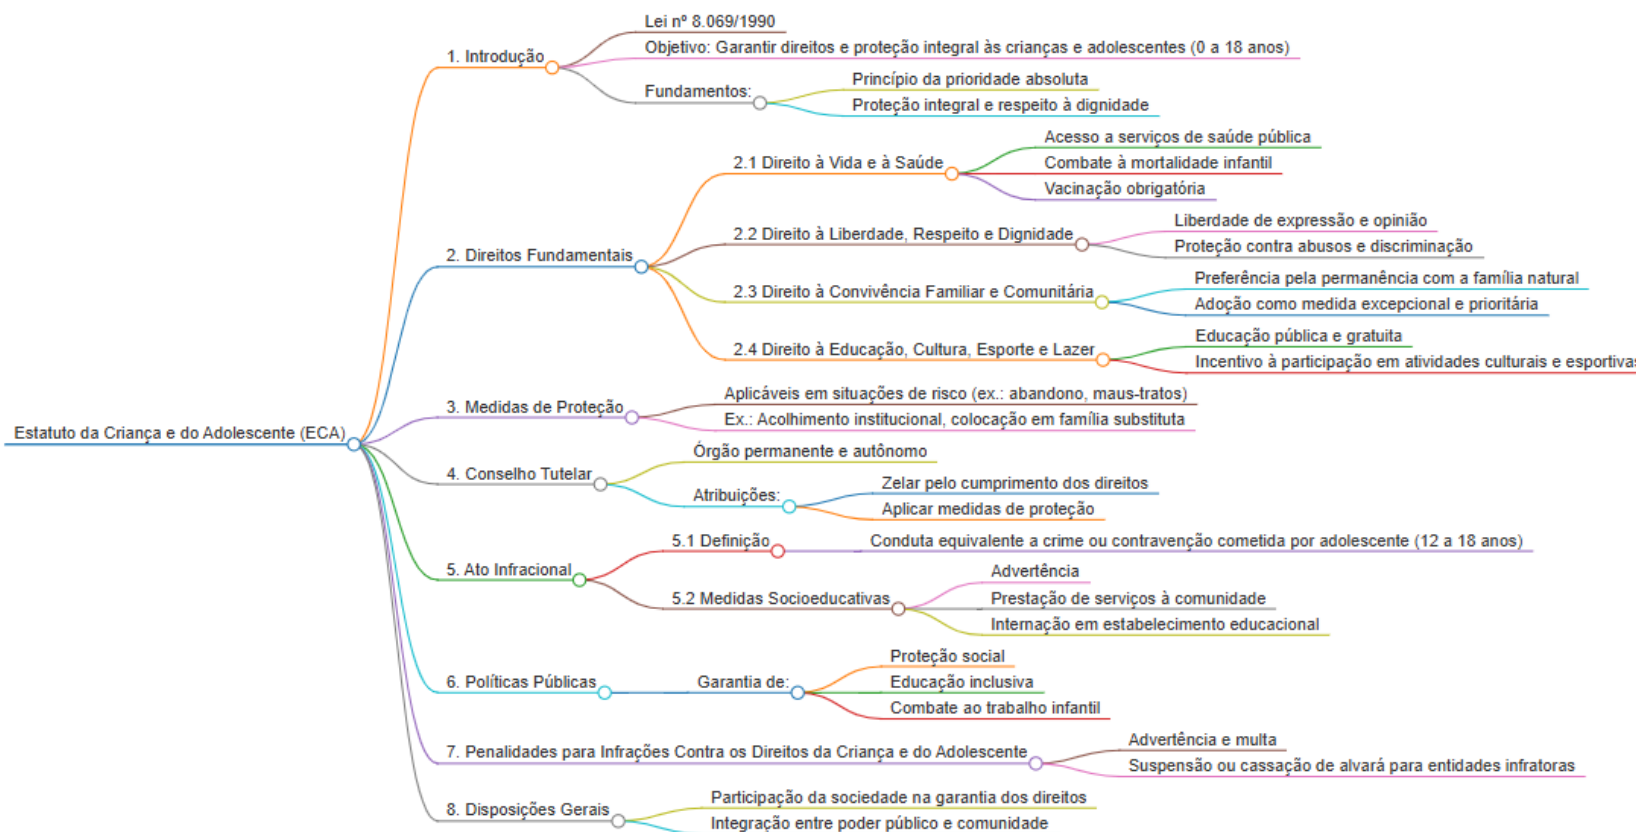 Estatuto da Criança e do Adolescente (ECA)
1. Introdução
Lei nº 8.069/1990
Objetivo: Garantir direitos e proteção integral às crianças e adolescentes (0 a 18 anos)
Fundamentos:
Princípio da prioridade absoluta
Proteção integral e respeito à dignidade
2. Direitos Fundamentais
2.1 Direito à Vida e à Saúde
Acesso a serviços de saúde pública
Combate à mortalidade infantil
Vacinação obrigatória
2.2 Direito à Liberdade, Respeito e Dignidade
Liberdade de expressão e opinião
Proteção contra abusos e discriminação
2.3 Direito à Convivência Familiar e Comunitária
Preferência pela permanência com a família natural
Adoção como medida excepcional e prioritária
2.4 Direito à Educação, Cultura, Esporte e Lazer
Educação pública e gratuita
Incentivo à participação em atividades culturais e esportivas
3. Medidas de Proteção
Aplicáveis em situações de risco (ex.: abandono, maus-tratos)
Ex.: Acolhimento institucional, colocação em família substituta
4. Conselho Tutelar
Órgão permanente e autônomo
Atribuições:
Zelar pelo cumprimento dos direitos
Aplicar medidas de proteção
5. Ato Infracional
5.1 Definição
Conduta equivalente a crime ou contravenção cometida por adolescente (12 a 18 anos)
5.2 Medidas Socioeducativas
Advertência
Prestação de serviços à comunidade
Internação em estabelecimento educacional
6. Políticas Públicas
Garantia de:
Proteção social
Educação inclusiva
Combate ao trabalho infantil
7. Penalidades para Infrações Contra os Direitos da Criança e do Adolescente
Advertência e multa
Suspensão ou cassação de alvará para entidades infratoras
8. Disposições Gerais
Participação da sociedade na garantia dos direitos
Integração entre poder público e comunidade